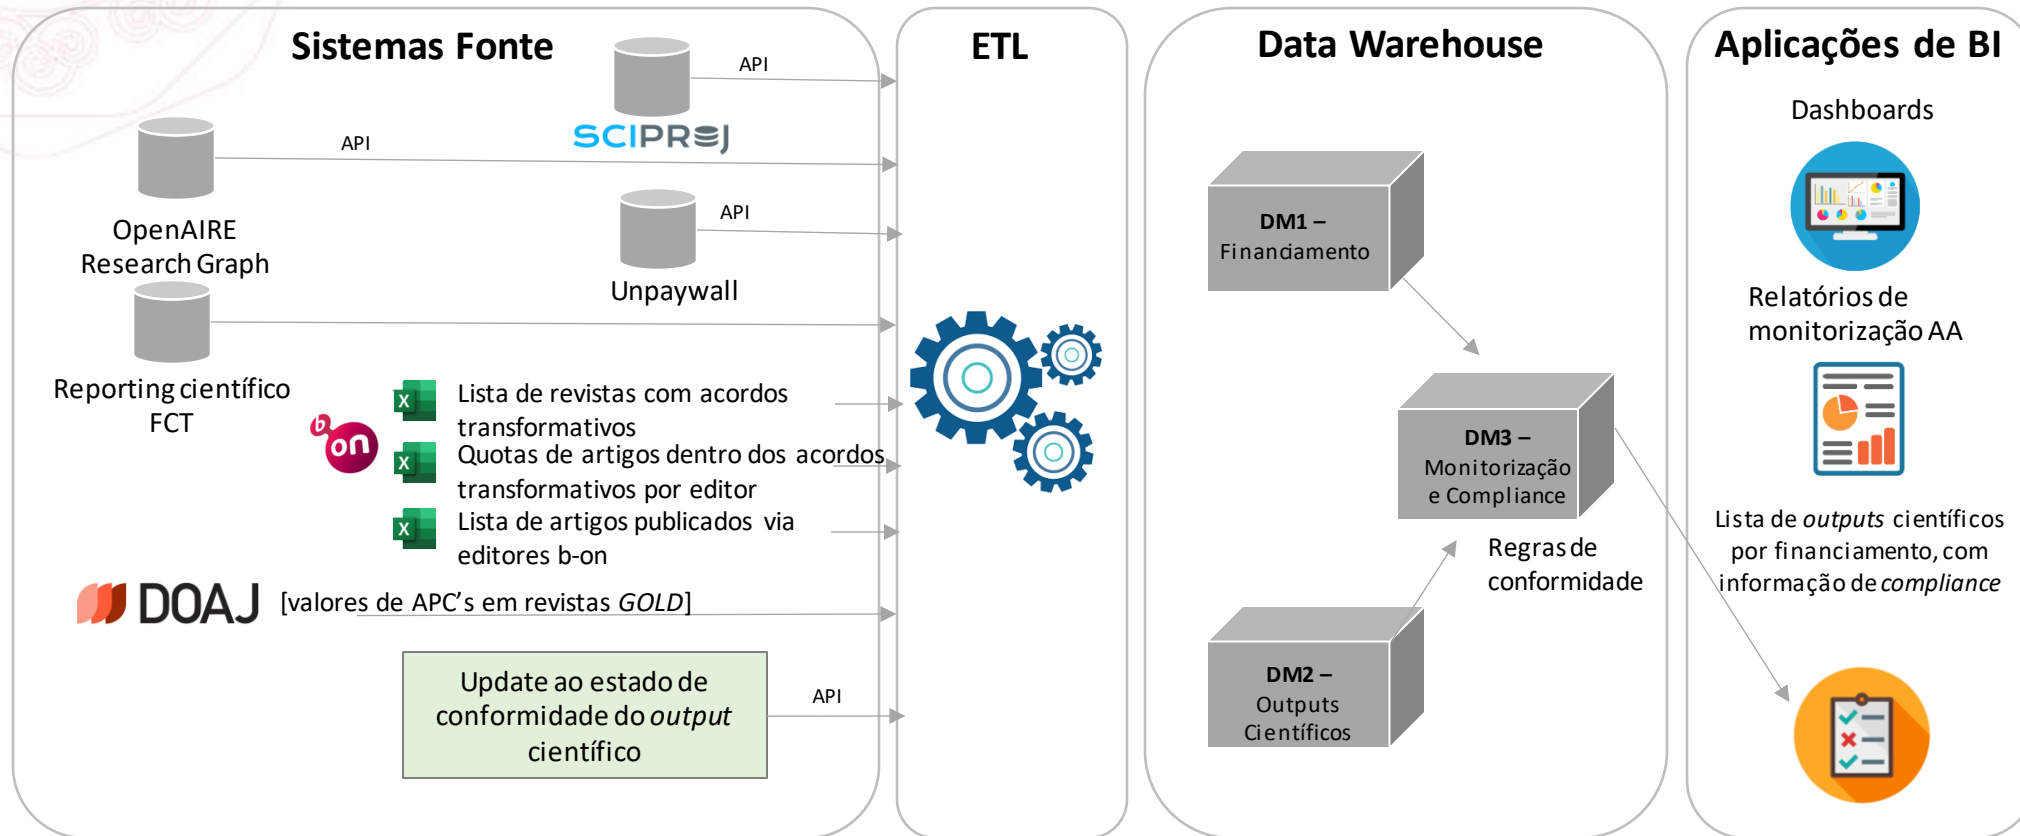 Sistemas Fonte
API
SCIPROJ
API
OpenAIRE
Research Graph
API
Unpaywall
Reporting científico
FCT
b
on
X
Lista de revistas com acordos
transformativos
X
Quotas de artigos dentro dos acordos
transformativos por editor
X
Lista de artigos publicados via
editores b-on
DOAJ
[valores de APC's em revistas GOLD]
Update ao estado de
conformidade do output
científico
API
ETL
Data Warehouse
DM1 –
Financiamento
DM3 –
Monitorização
e Compliance
Regras de
conformidade
DM2 –
Outputs
Científicos
Aplicações de BI
Dashboards
Relatórios de
monitorização AA
Lista de outputs científicos
por financiamento, com
informação de compliance